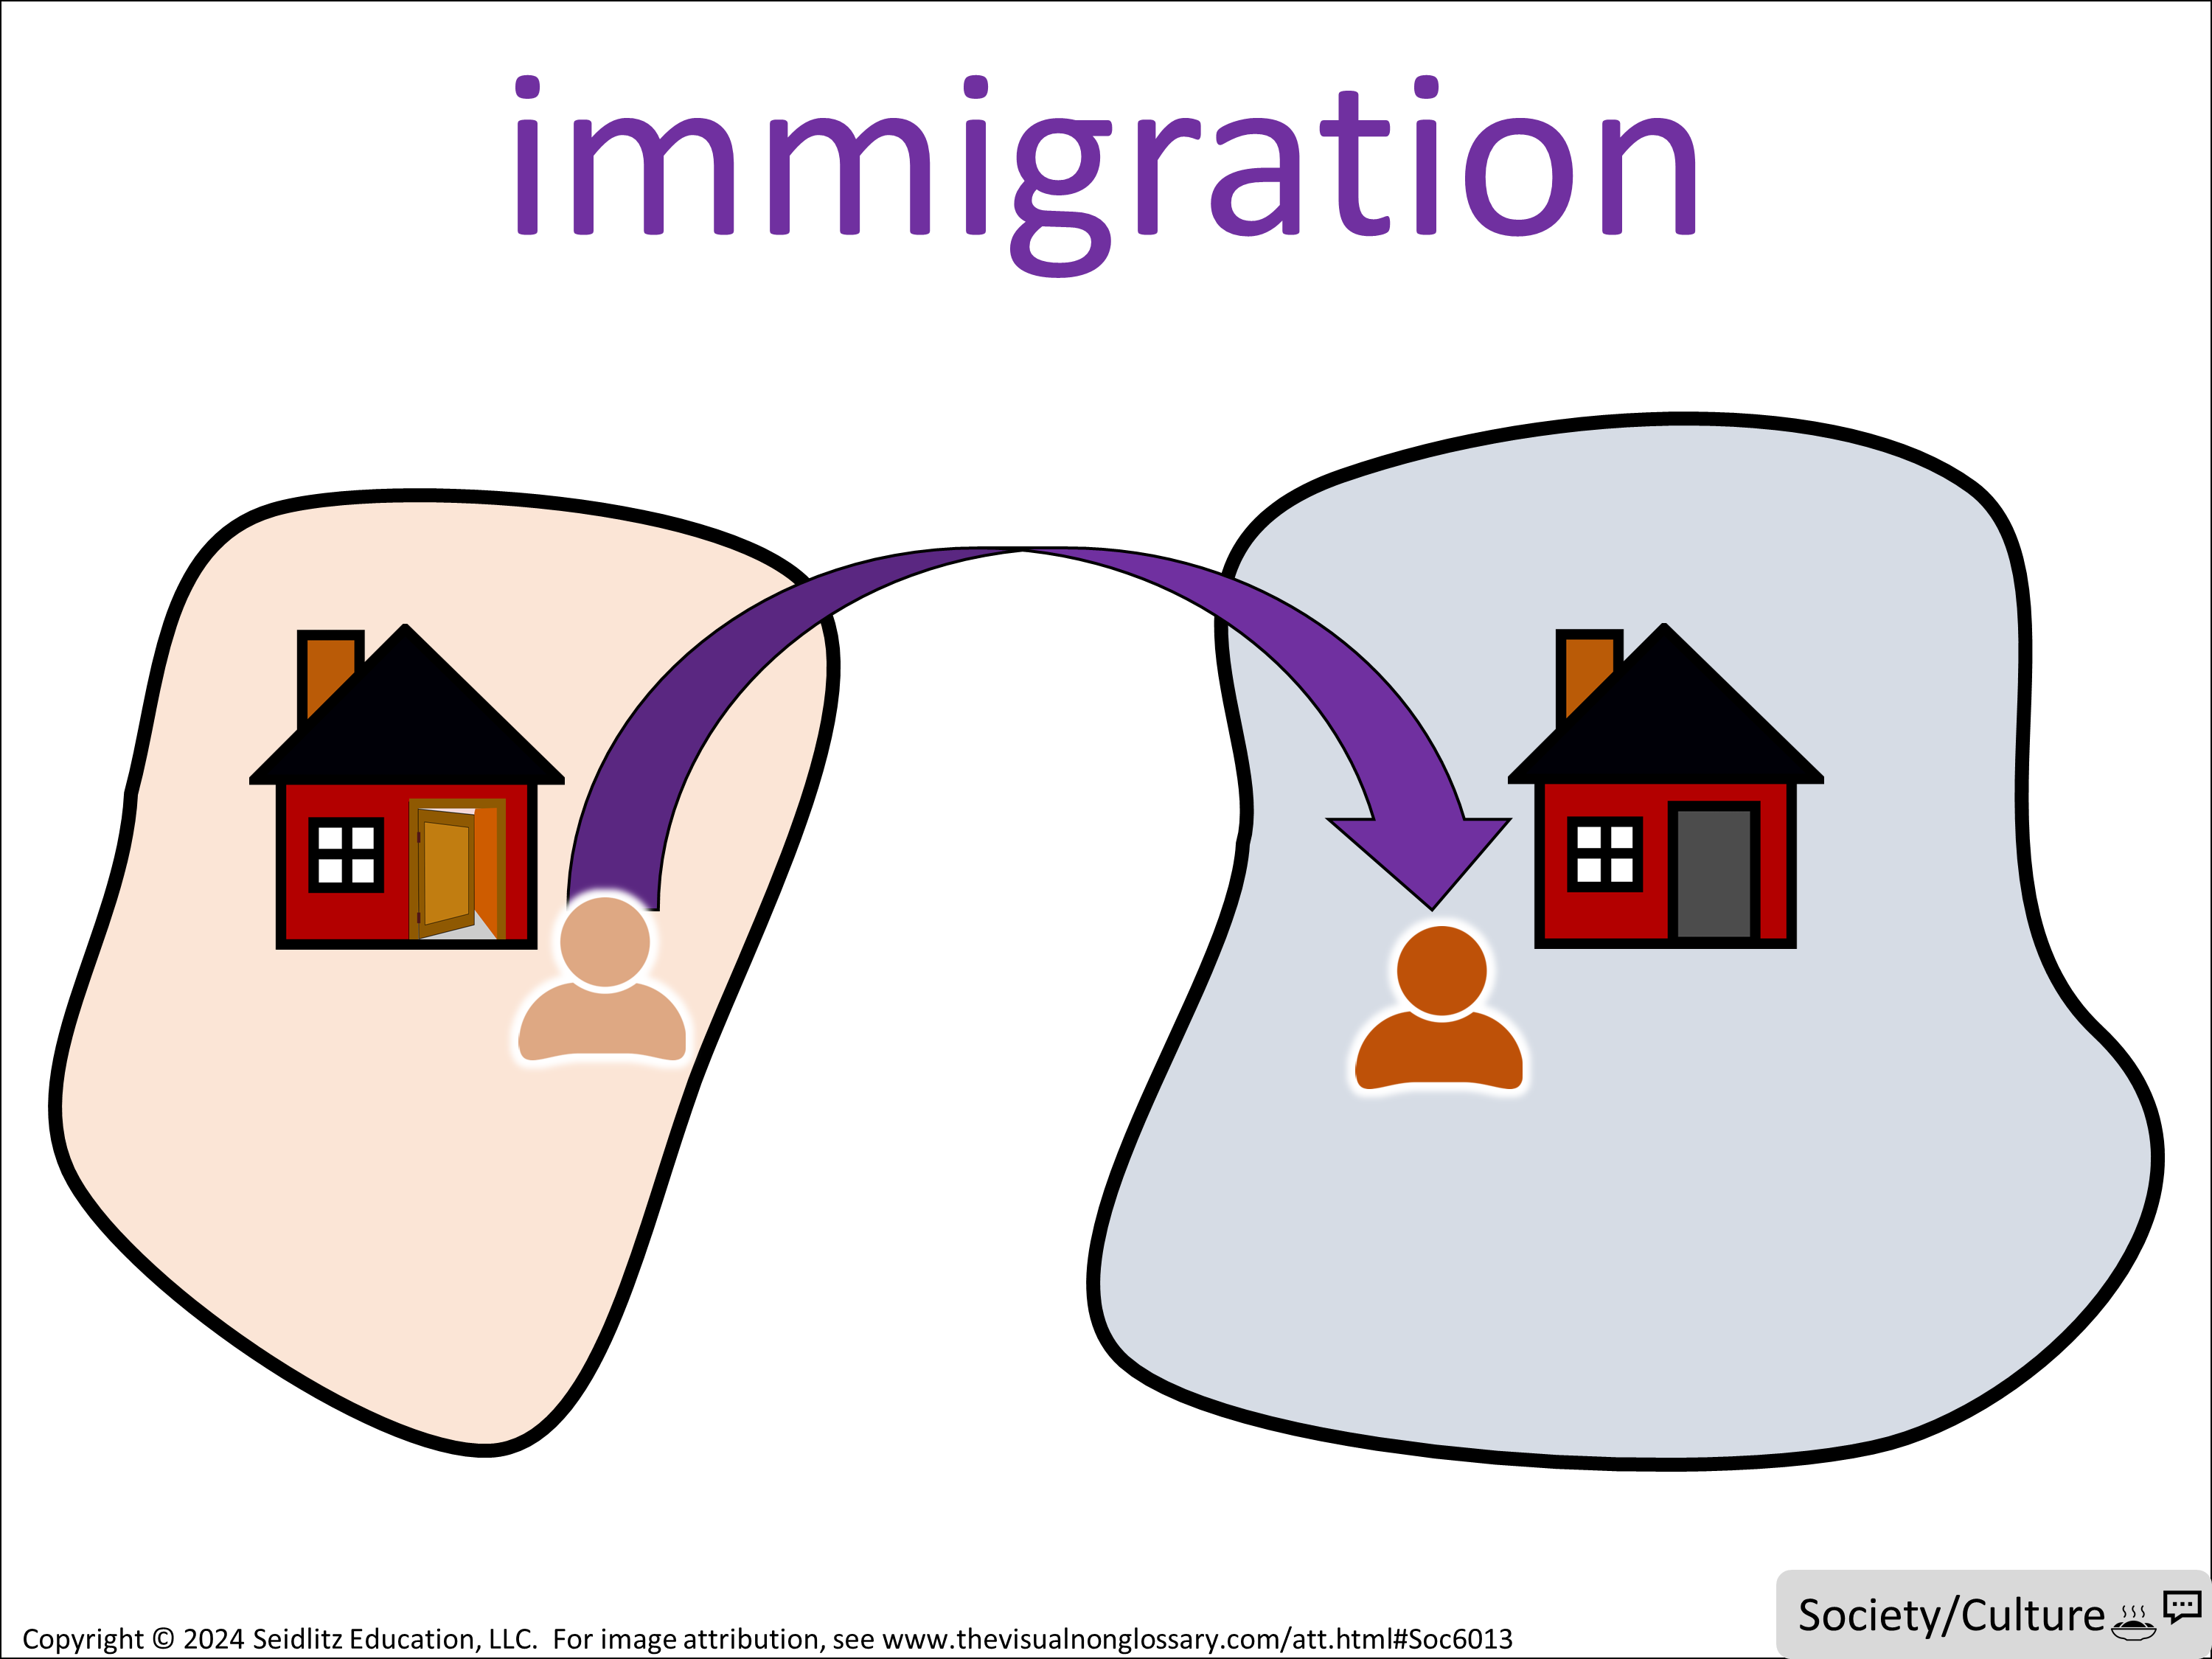 immigration
Society/Culture
Copyright © 2024 Seidlitz Education, LLC.  For image attribution, see www.thevisualnonglossary.com/att.html#Soc6013